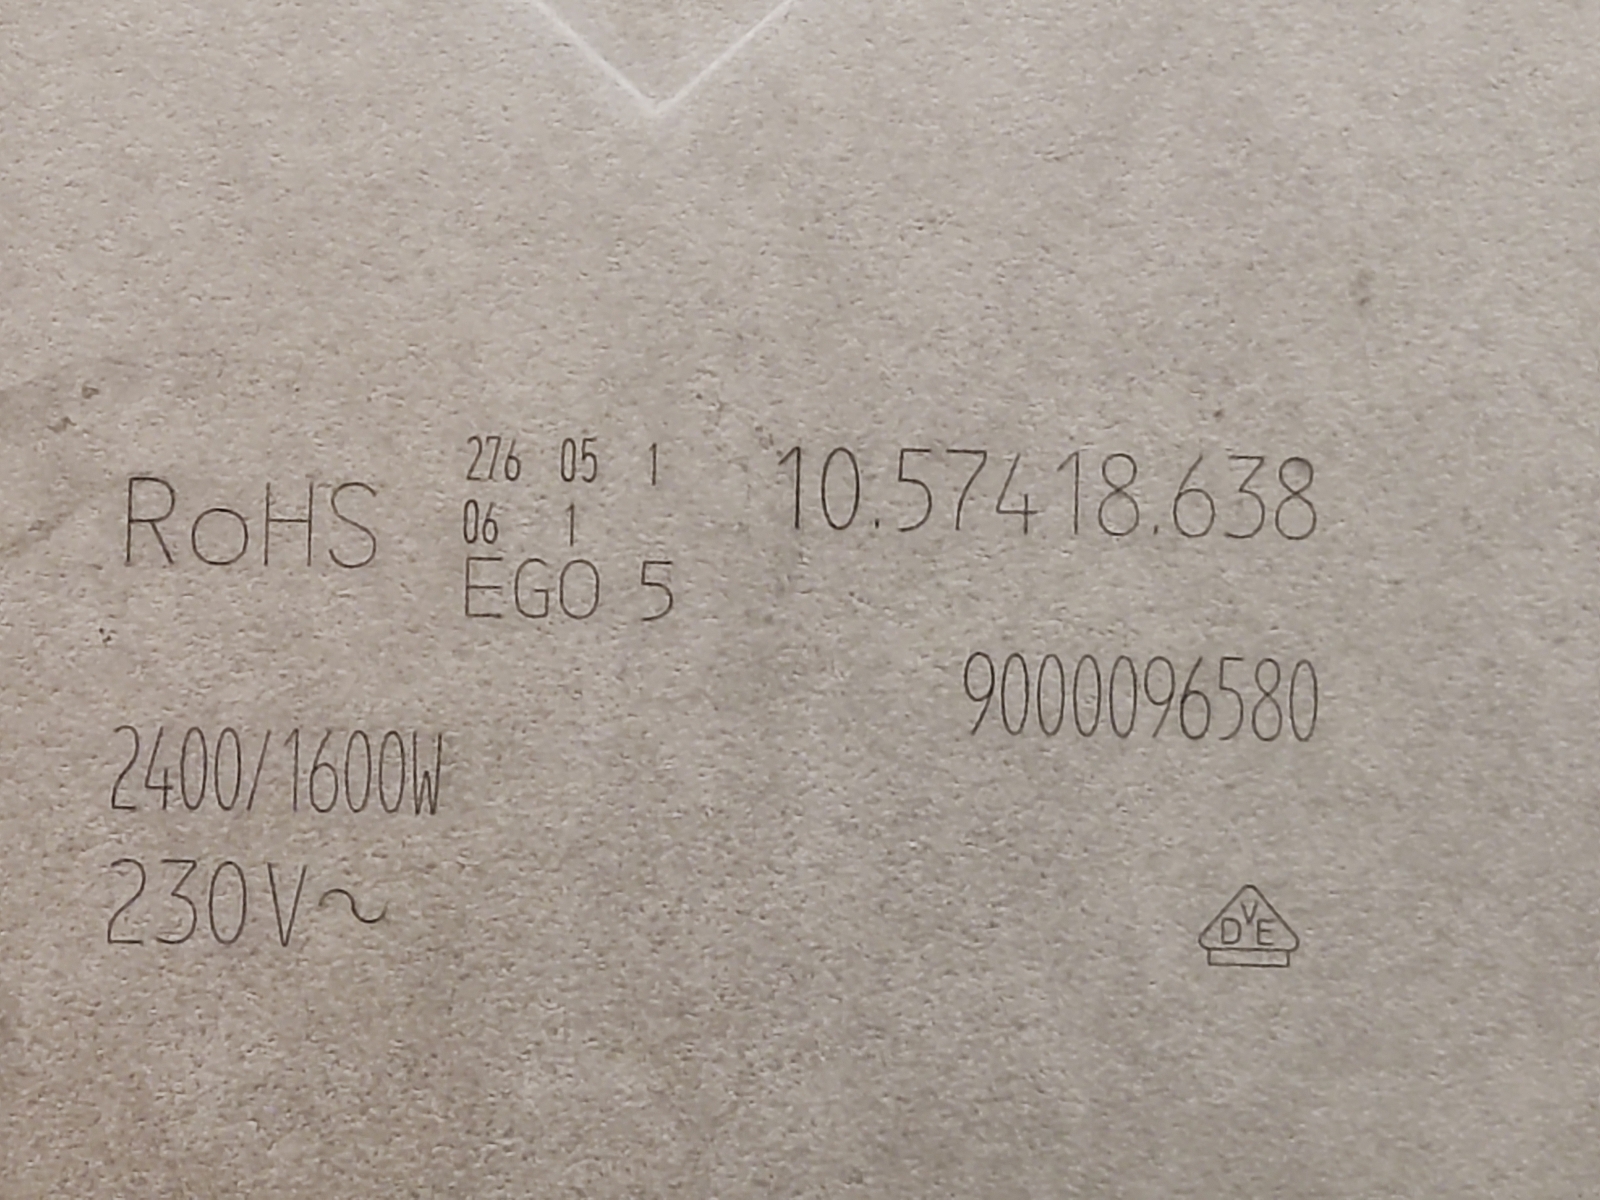 RoHS
276 05 1
06 1
EGO 5
10.57418.638
9000096580
2400/1600W
230V~
DVE